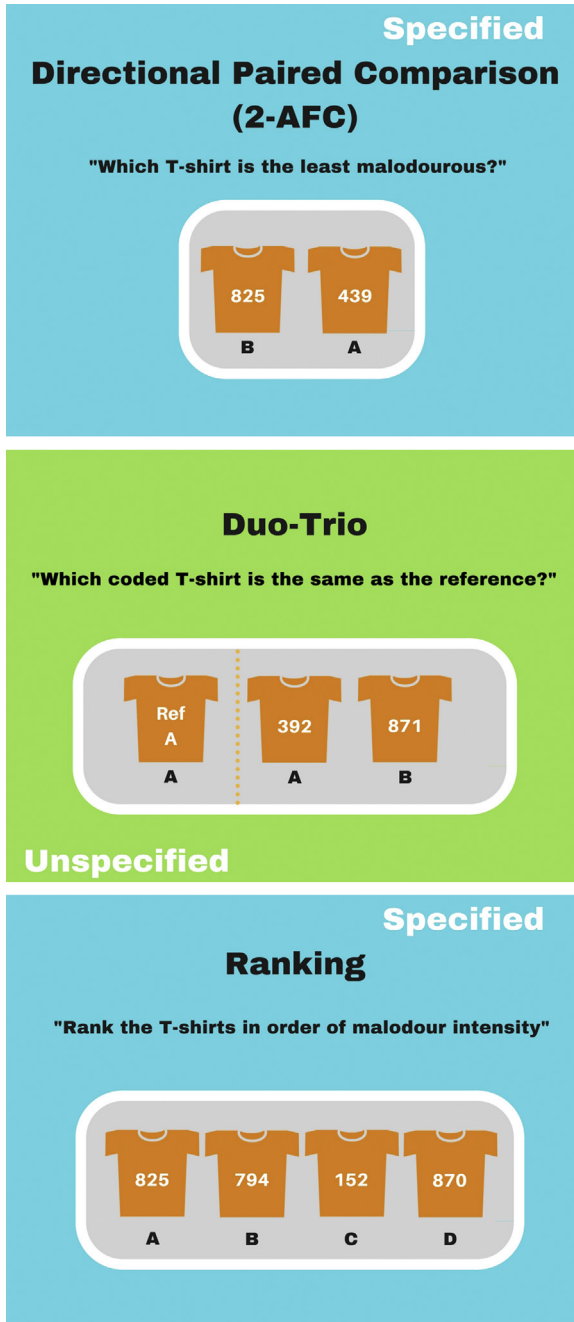 Specified
Directional Paired Comparison
(2-AFC)
"Which T-shirt is the least malodourous?"
825 439
B A
Duo-Trio
"Which coded T-shirt is the same as the reference?"
Ref
A 392 871
A A B
Unspecified
Specified
Ranking
"Rank the T-shirts in order of malodour intensity"
825 794 152 870
A B C D